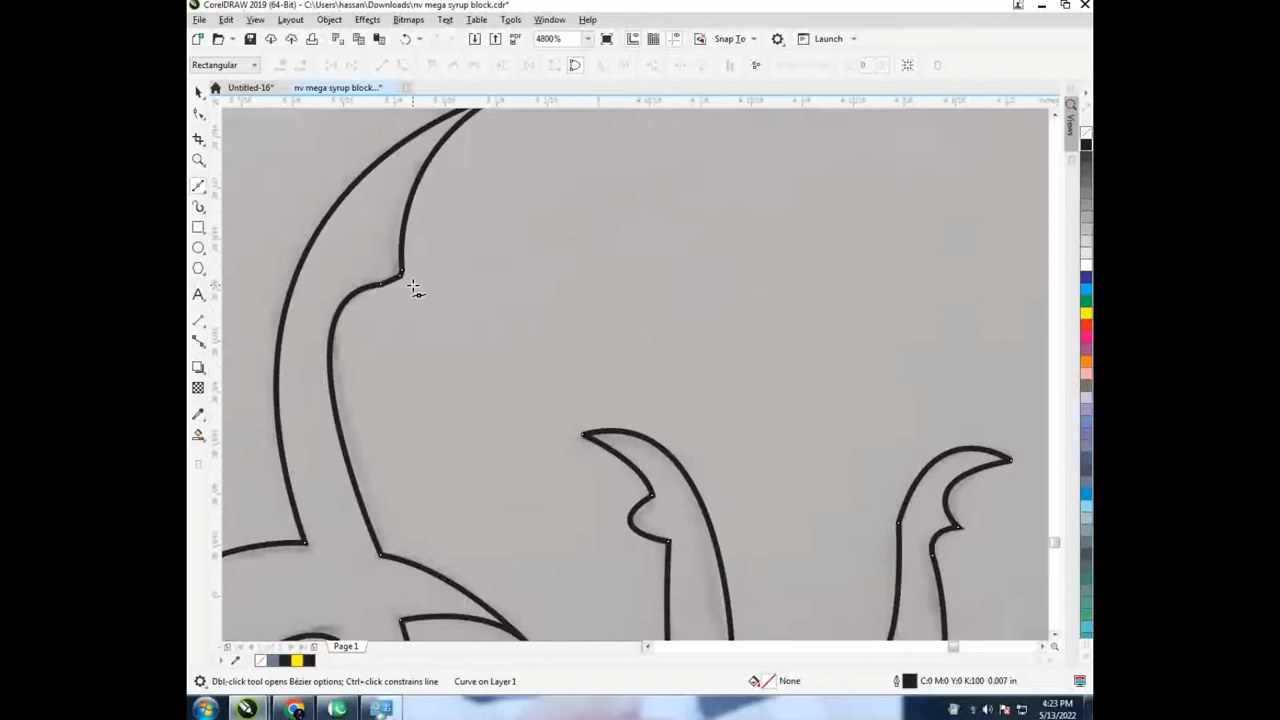 CorelDRAW 2019 (64-Bit) - C:\Users\hassan\Downloads\nv mega syrup block.cdr*
File Edit View Layout Object Effects Bitmaps Text Table Tools Window Help
PDF 4800% Snap To Launch
Rectangular 0
Untitled-16* nv mega syrup block...*
Views
Page 1
Dbl-click tool opens Bézier options; Ctrl+click constrains line Curve on Layer 1 None C:0 M:0 Y:0 K:100 0.007 in
4:23 PM
5/13/2022